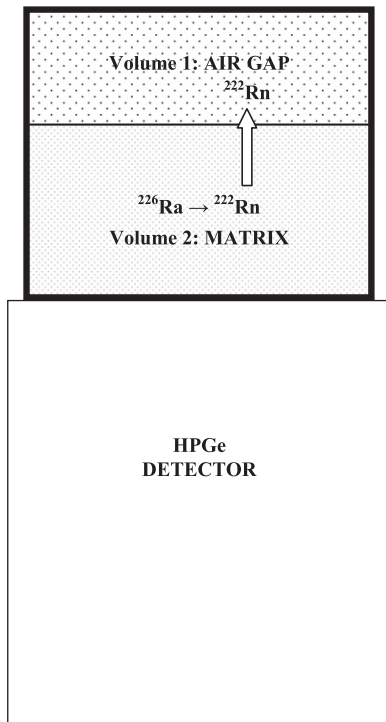 Volume 1: AIR GAP
²²²Rn
²²⁶Ra → ²²²Rn
Volume 2: MATRIX
HPGe
DETECTOR